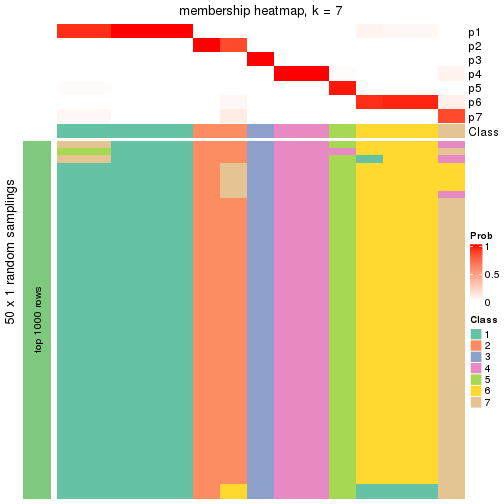 membership heatmap, k = 7
p1
p2
p3
p4
p5
p6
p7
Class
50 x 1 random samplings
top 1000 rows
Prob
1
0.5
0
Class
1
2
3
4
5
6
7